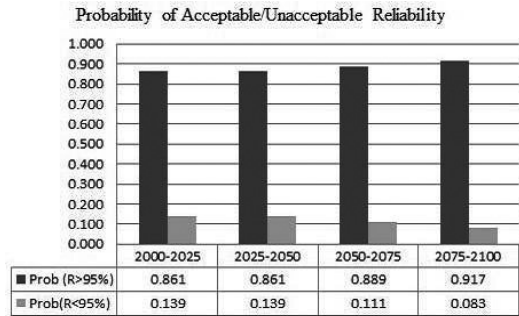 Probability of Acceptable/Unacceptable Reliability
1.000
0.900
0.800
0.700
0.600
0.500
0.400
0.300
0.200
0.100
0.000
2000-2025 2025-2050 2050-2075 2075-2100
Prob (R>95%) 0.861 0.861 0.889 0.917
Prob(R<95%) 0.139 0.139 0.111 0.083